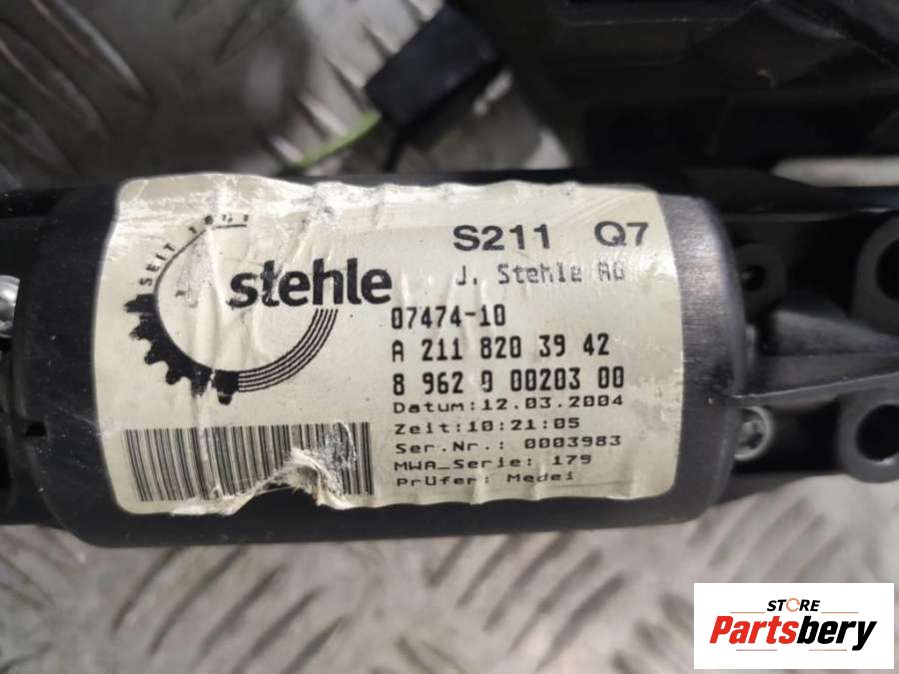 SEIT
stehle
S211 Q7
J. Stehle AG
07474-10
A 211 820 39 42
8 962 0 00203 00
Datum:12.03.2004
Zeit:10:21:05
Ser.Nr.: 0003983
MWA_Serie: 179
Prüfer: Medei
STORE
Partsbery